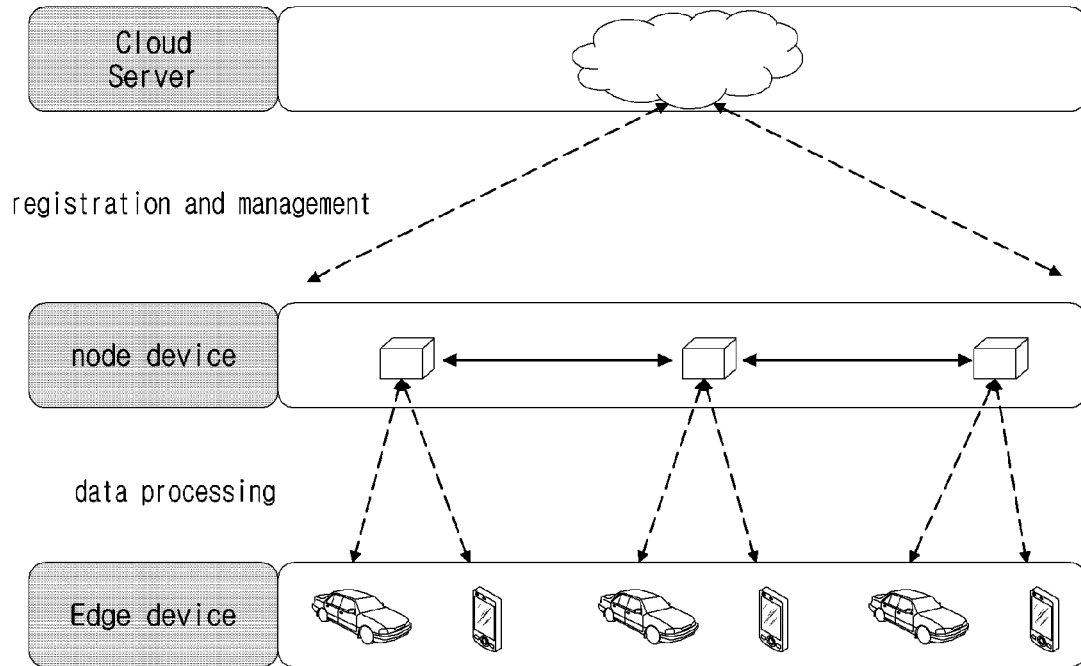 Cloud
Server
registration and management
node device
data processing
Edge device